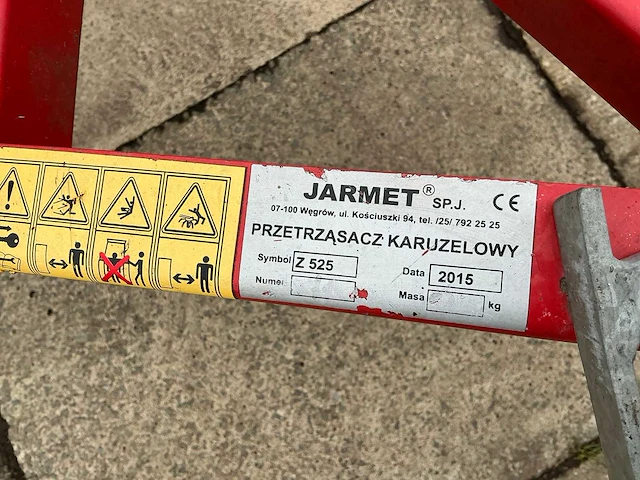 JARMET® SP.J. CE
07-100 Węgrów, ul. Kościuszki 94, tel. /25/ 792 25 25
PRZETRZĄSACZ KARUZELOWY
Symbol Z 525 Data 2015
Numer Masa kg